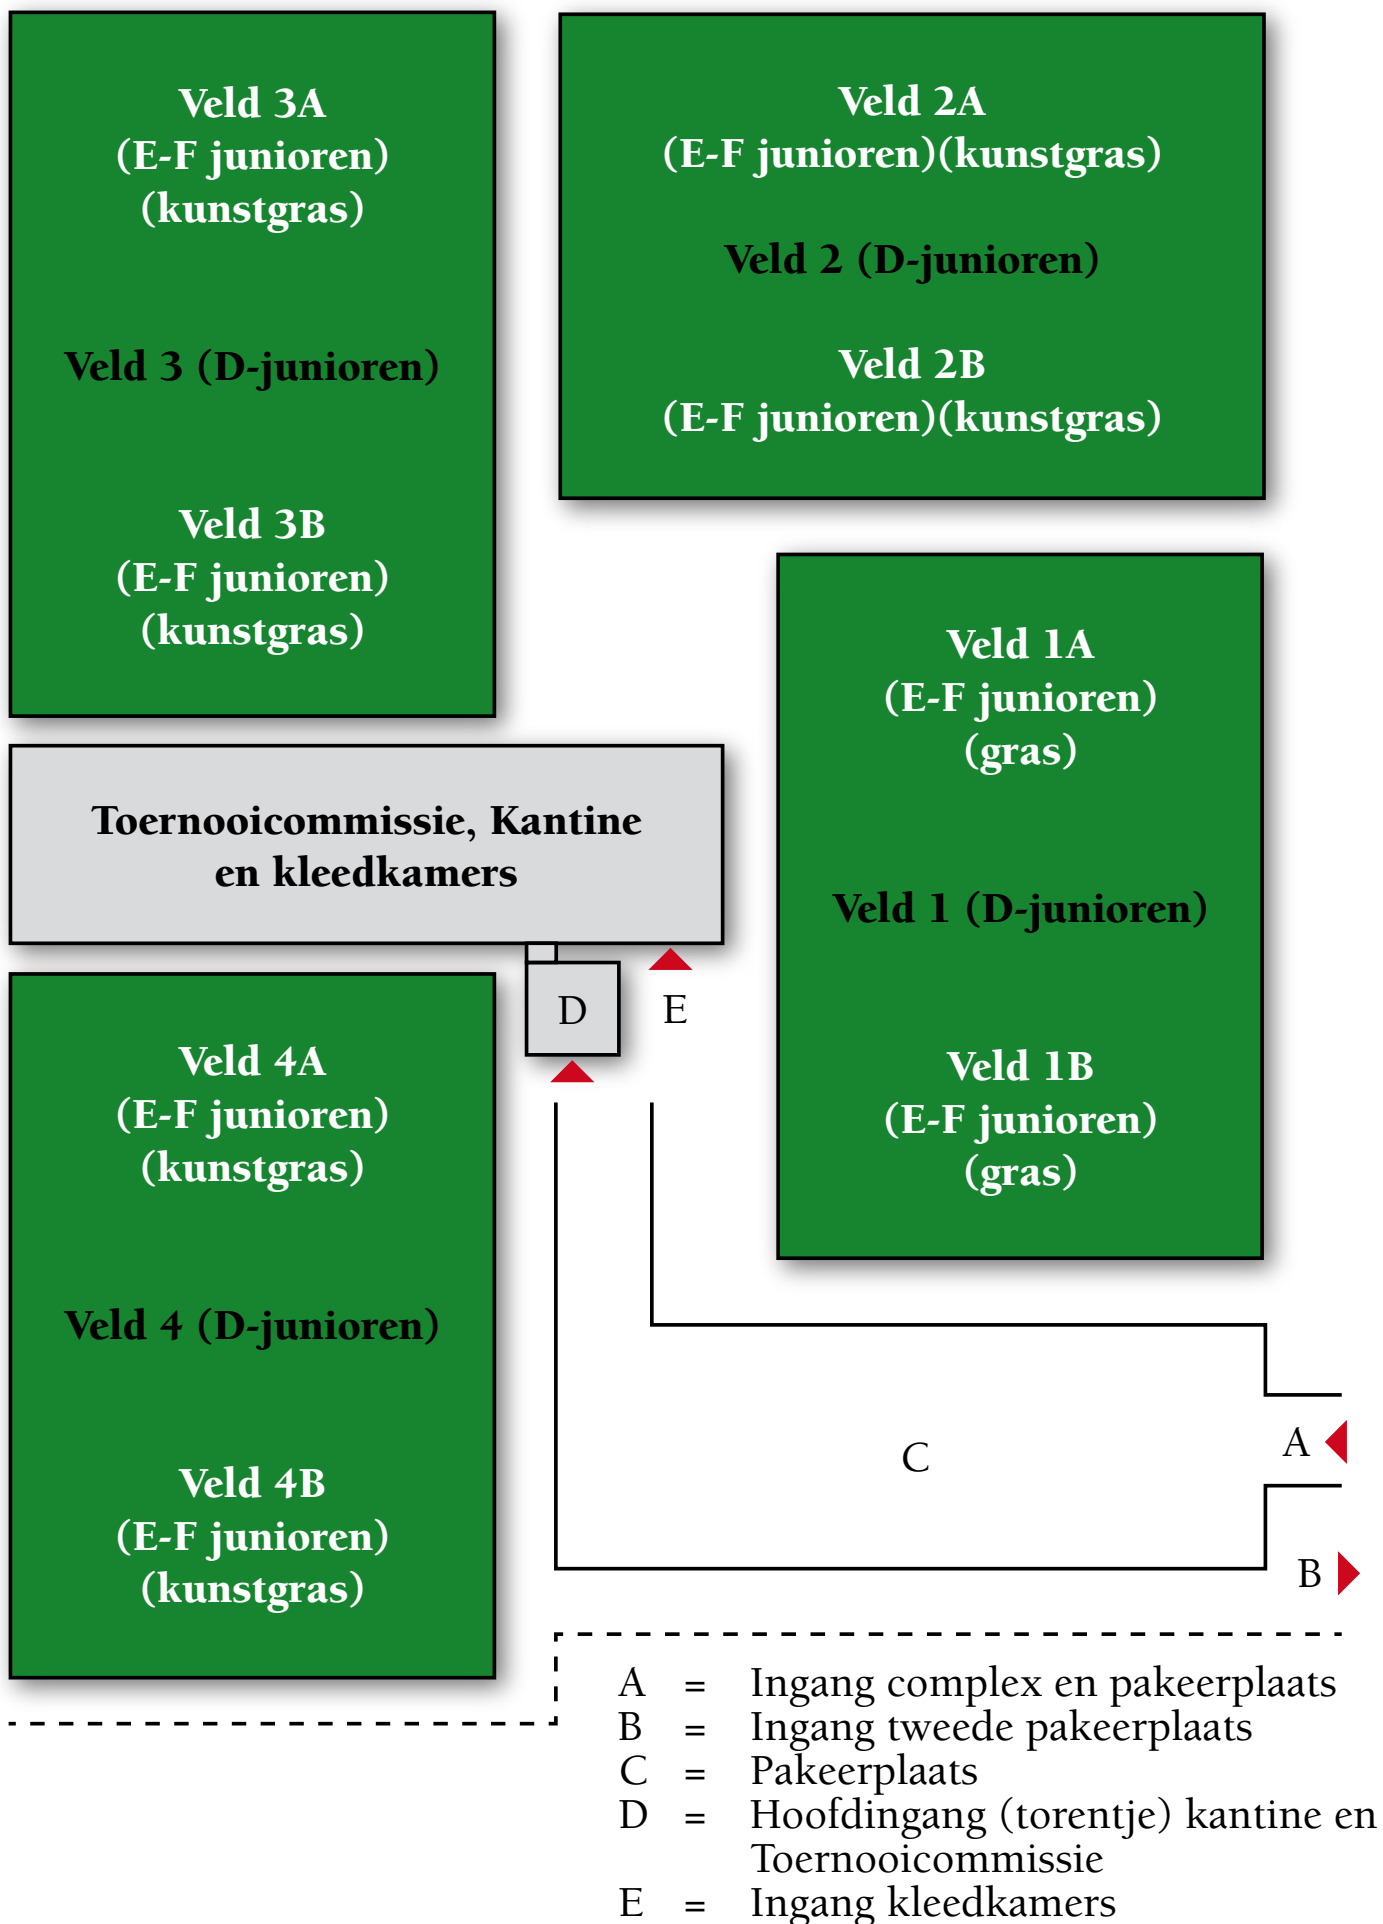 Veld 3A
(E-F junioren)
(kunstgras)
Veld 3 (D-junioren)
Veld 3B
(E-F junioren)
(kunstgras)
Veld 2A
(E-F junioren)(kunstgras)
Veld 2 (D-junioren)
Veld 2B
(E-F junioren)(kunstgras)
Veld 1A
(E-F junioren)
(gras)
Veld 1 (D-junioren)
Veld 1B
(E-F junioren)
(gras)
Toernooicommissie, Kantine
en kleedkamers
D
E
Veld 4A
(E-F junioren)
(kunstgras)
Veld 4 (D-junioren)
Veld 4B
(E-F junioren)
(kunstgras)
C
A
B
A = Ingang complex en pakeerplaats
B = Ingang tweede pakeerplaats
C = Pakeerplaats
D = Hoofdingang (torentje) kantine en
Toernooicommissie
E = Ingang kleedkamers